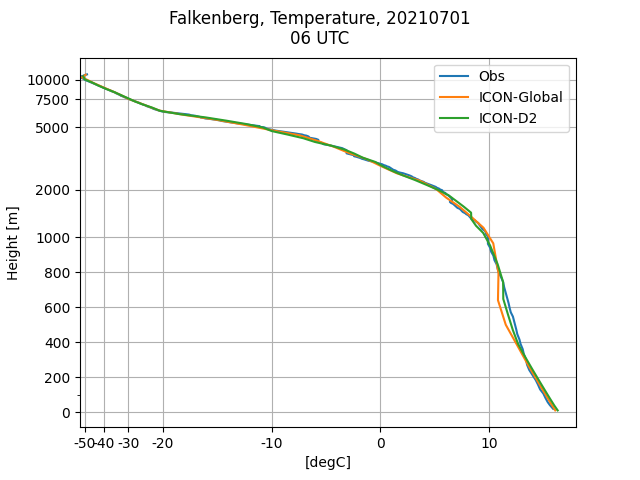 Falkenberg, Temperature, 20210701
06 UTC
Obs
ICON-Global
ICON-D2
Height [m]
10000
7500
5000
2000
1000
800
600
400
200
0
-50 -40 -30 -20 -10 0 10
[degC]